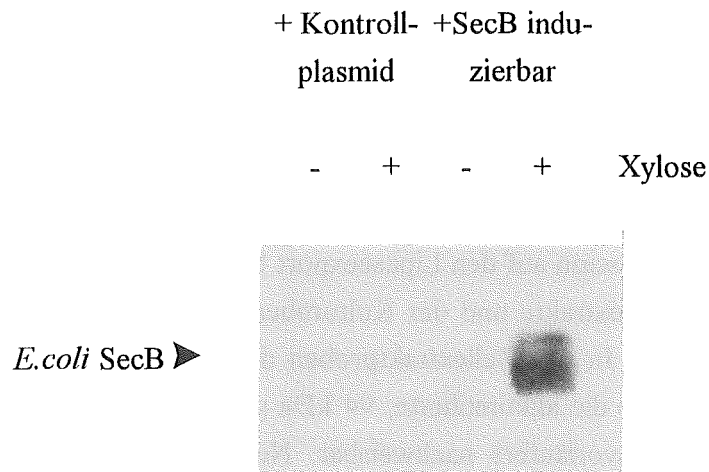 + Kontroll- +SecB indu-
plasmid zierbar
- + - + Xylose
E.coli SecB